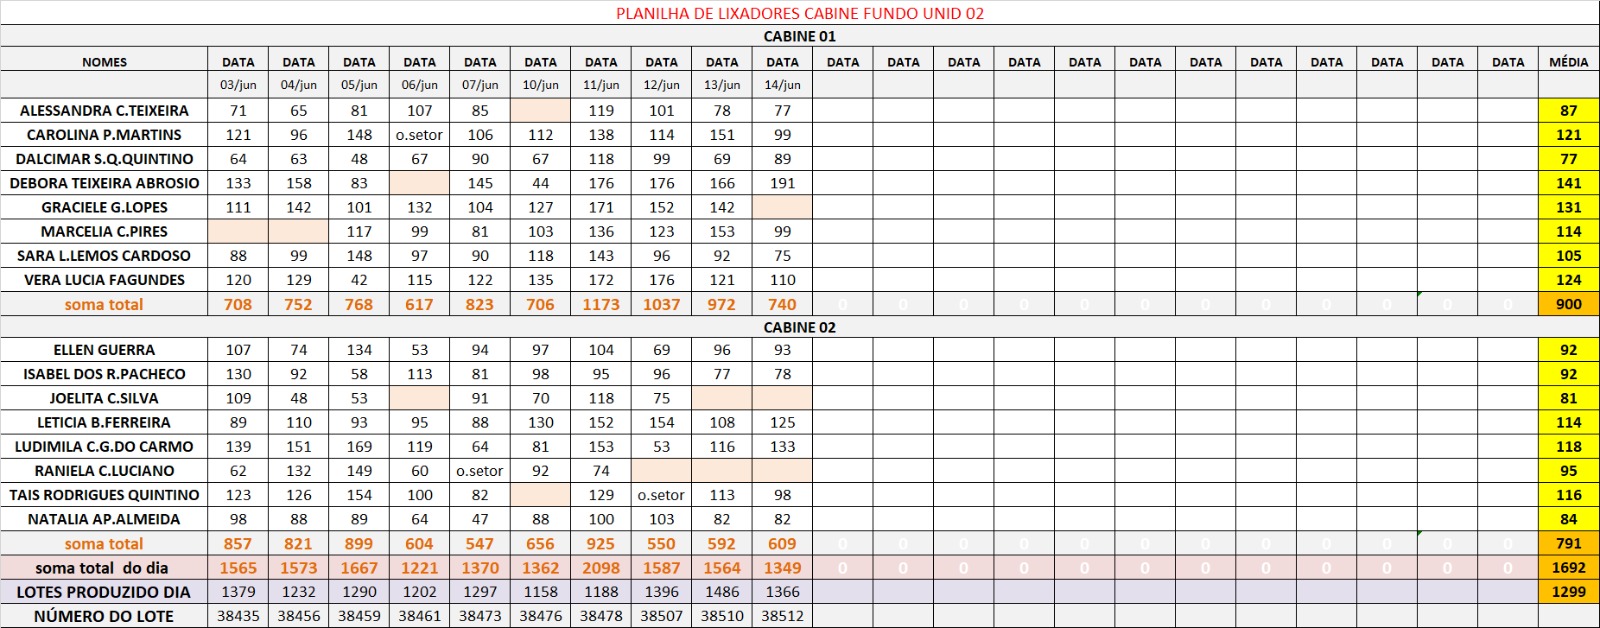 PLANILHA DE LIXADORES CABINE FUNDO UNID 02
CABINE 01
NOMES DATA DATA DATA DATA DATA DATA DATA DATA DATA DATA DATA DATA DATA DATA DATA DATA DATA DATA DATA DATA DATA DATA MÉDIA
03/jun 04/jun 05/jun 06/jun 07/jun 10/jun 11/jun 12/jun 13/jun 14/jun
ALESSANDRA C.TEIXEIRA 71 65 81 107 85 119 101 78 77 87
CAROLINA P.MARTINS 121 96 148 o.setor 106 112 138 114 151 99 121
DALCIMAR S.Q.QUINTINO 64 63 48 67 90 67 118 99 69 89 77
DEBORA TEIXEIRA ABROSIO 133 158 83 145 44 176 176 166 191 141
GRACIELE G.LOPES 111 142 101 132 104 127 171 152 142 131
MARCELIA C.PIRES 117 99 81 103 136 123 153 99 114
SARA L.LEMOS CARDOSO 88 99 148 97 90 118 143 96 92 75 105
VERA LUCIA FAGUNDES 120 129 42 115 122 135 172 176 121 110 124
soma total 708 752 768 617 823 706 1173 1037 972 740 0 0 0 0 0 0 0 0 0 0 0 0 900
CABINE 02
ELLEN GUERRA 107 74 134 53 94 97 104 69 96 93 92
ISABEL DOS R.PACHECO 130 92 58 113 81 98 95 96 77 78 92
JOELITA C.SILVA 109 48 53 91 70 118 75 81
LETICIA B.FERREIRA 89 110 93 95 88 130 152 154 108 125 114
LUDIMILA C.G.DO CARMO 139 151 169 119 64 81 153 53 116 133 118
RANIELA C.LUCIANO 62 132 149 60 o.setor 92 74 95
TAIS RODRIGUES QUINTINO 123 126 154 100 82 129 o.setor 113 98 116
NATALIA AP.ALMEIDA 98 88 89 64 47 88 100 103 82 82 84
soma total 857 821 899 604 547 656 925 550 592 609 0 0 0 0 0 0 0 0 0 0 0 0 791
soma total do dia 1565 1573 1667 1221 1370 1362 2098 1587 1564 1349 0 0 0 0 0 0 0 0 0 0 0 0 1692
LOTES PRODUZIDO DIA 1379 1232 1290 1202 1297 1158 1188 1396 1486 1366 1299
NÚMERO DO LOTE 38435 38456 38459 38461 38473 38476 38478 38507 38510 38512